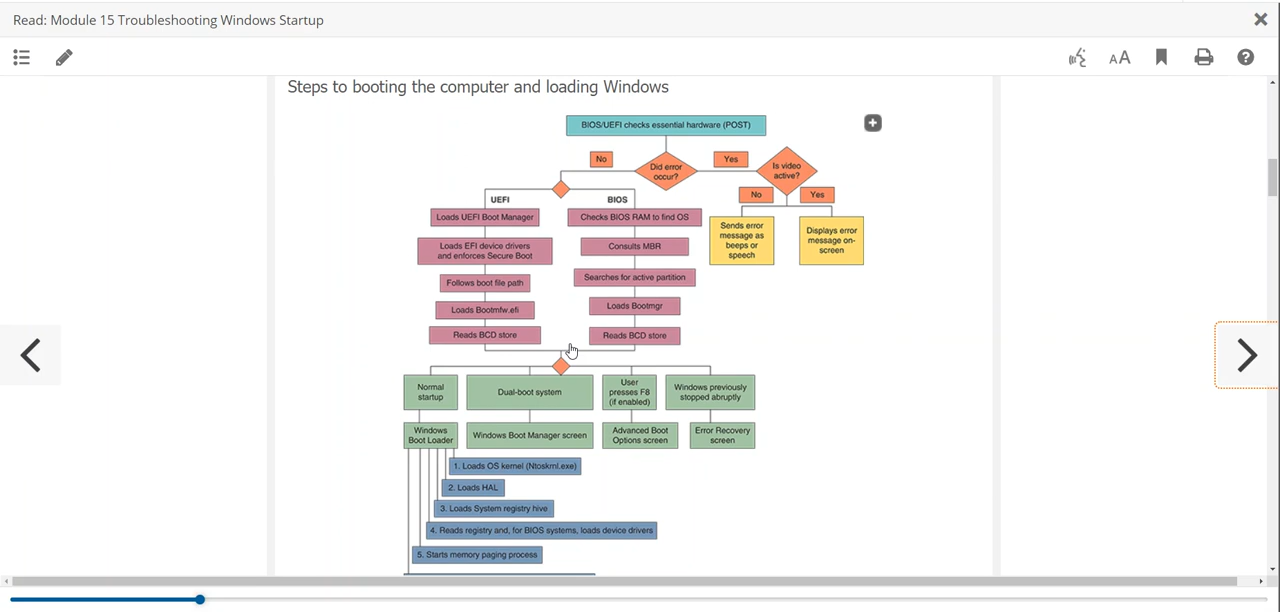 Read: Module 15 Troubleshooting Windows Startup
AA
Steps to booting the computer and loading Windows
BIOS/UEFI checks essential hardware (POST)
No
Did error
occur?
Yes
Is video
active?
No
Yes
Sends error
message as
beeps or
speech
Displays error
message on-
screen
UEFI
BIOS
Loads UEFI Boot Manager
Checks BIOS RAM to find OS
Loads EFI device drivers
and enforces Secure Boot
Consults MBR
Follows boot file path
Searches for active partition
Loads Bootmfw.efi
Loads Bootmgr
Reads BCD store
Reads BCD store
Normal
startup
Dual-boot system
User
presses F8
(if enabled)
Windows previously
stopped abruptly
Windows
Boot Loader
Windows Boot Manager screen
Advanced Boot
Options screen
Error Recovery
screen
1. Loads OS kernel (Ntoskrnl.exe)
2. Loads HAL
3. Loads System registry hive
4. Reads registry and, for BIOS systems, loads device drivers
5. Starts memory paging process